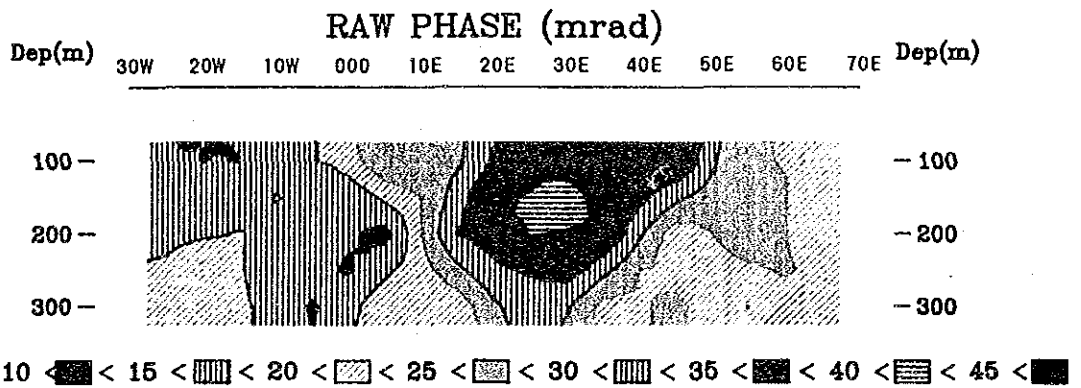 RAW PHASE (mrad)
Dep(m) 30W 20W 10W 000 10E 20E 30E 40E 50E 60E 70E Dep(m)
100 — — 100
200 — — 200
300 — — 300
10 < < 15 < < 20 < < 25 < < 30 < < 35 < < 40 < < 45 <